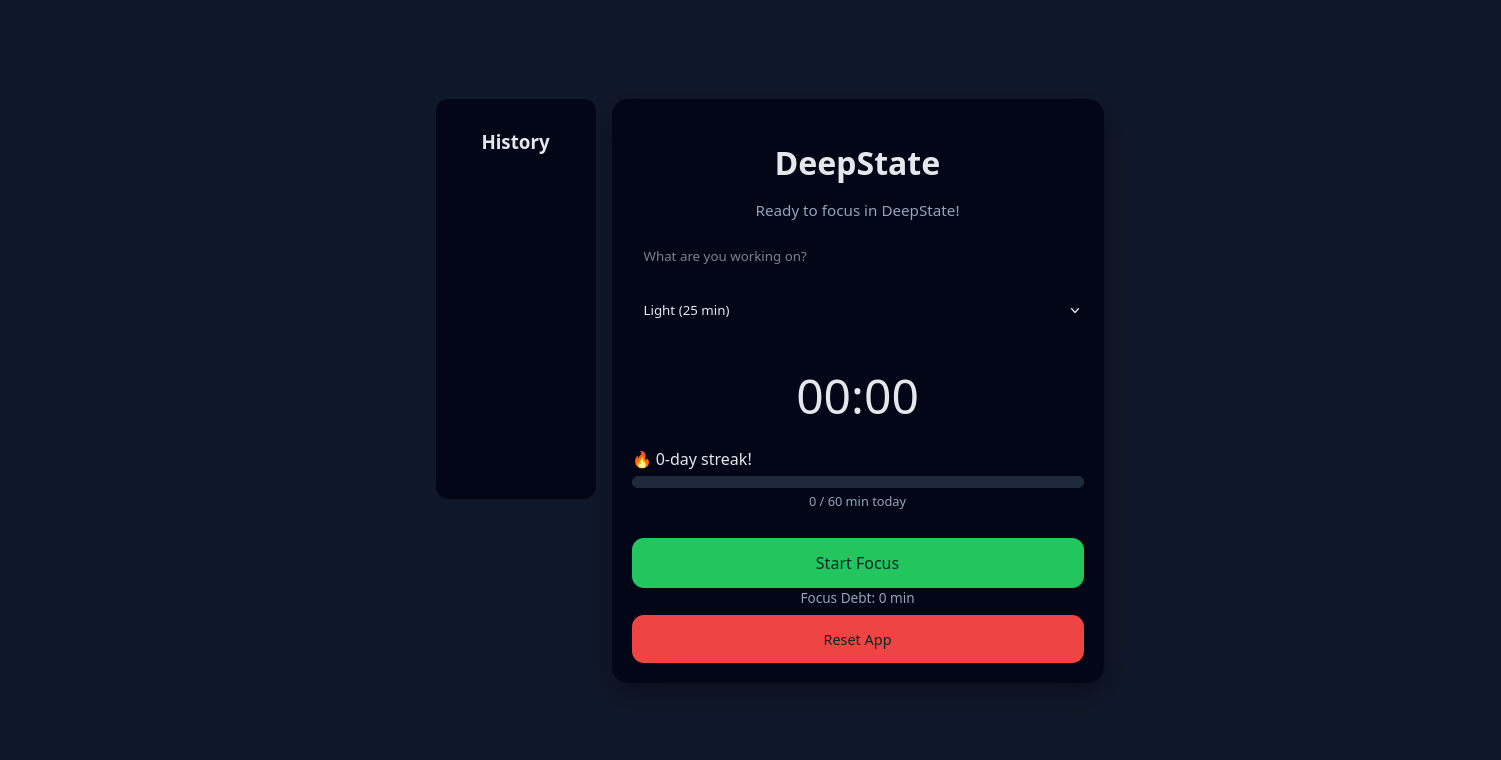 History
DeepState
Ready to focus in DeepState!
What are you working on?
Light (25 min)
00:00
🔥 0-day streak!
0 / 60 min today
Start Focus
Focus Debt: 0 min
Reset App